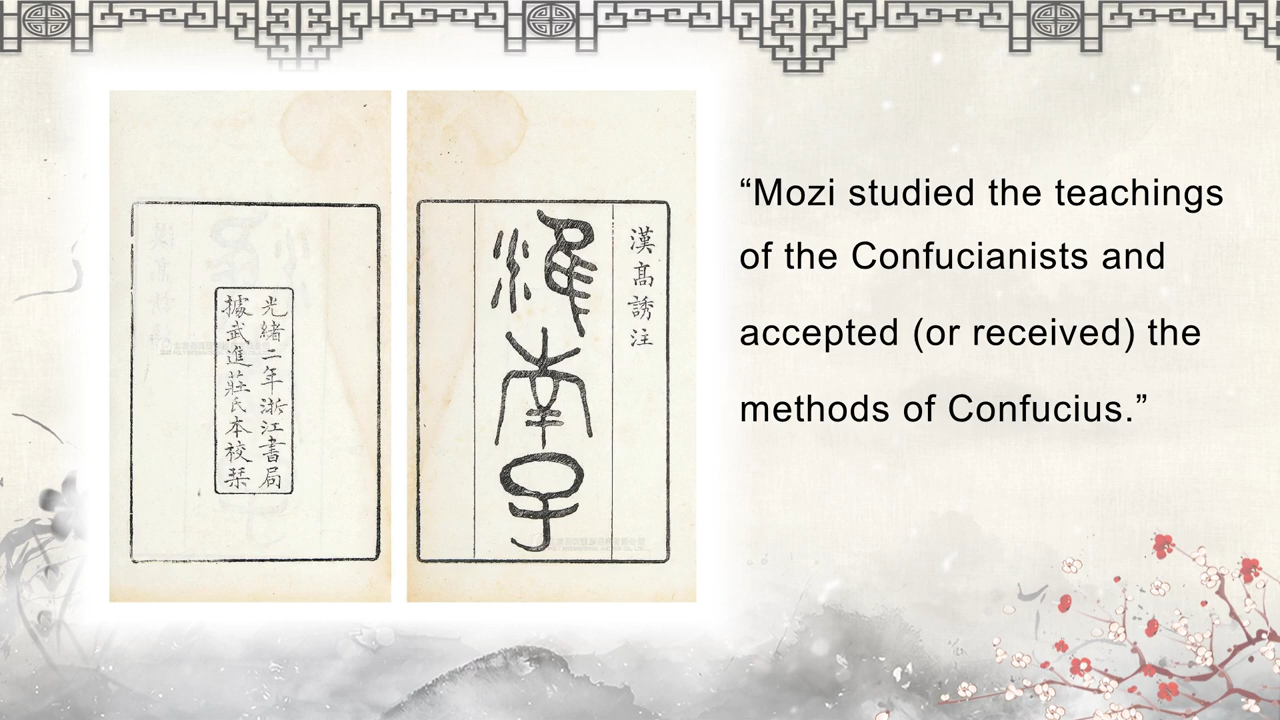 光緒二年浙江書局
據武進莊氏本校栞
漢高誘注
淮南子
“Mozi studied the teachings
of the Confucianists and
accepted (or received) the
methods of Confucius.”